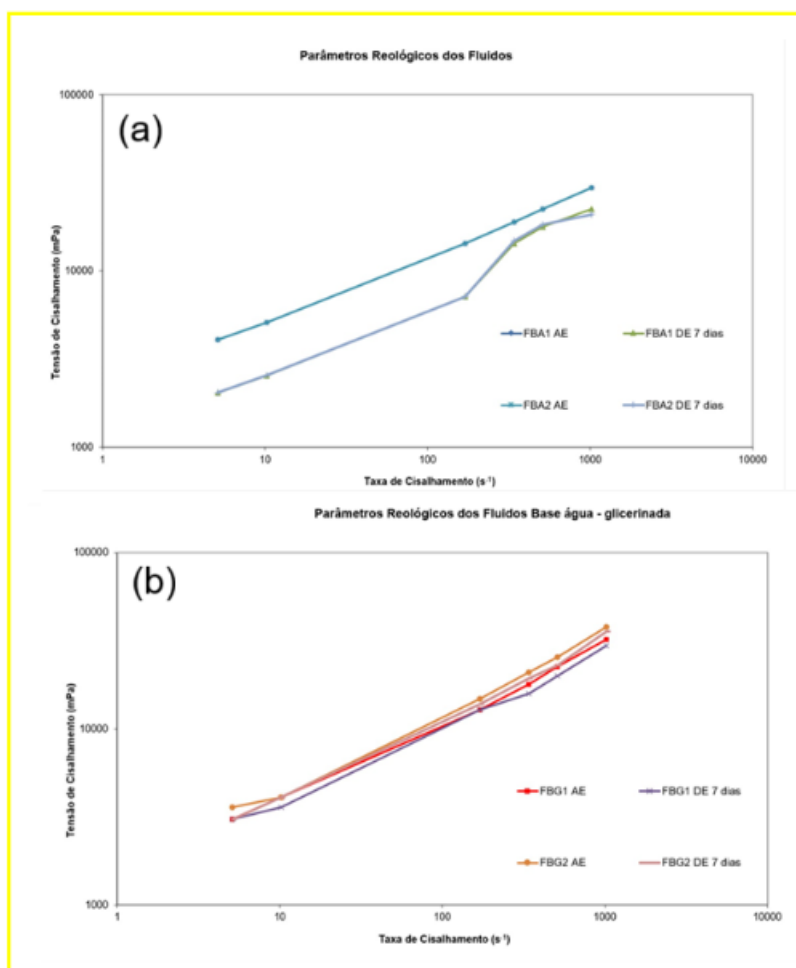 Parâmetros Reológicos dos Fluidos
(a)
100000
10000
1000
Tensão de Cisalhamento (mPa)
FBA1 AE
FBA1 DE 7 dias
FBA2 AE
FBA2 DE 7 dias
1 10 100 1000 10000
Taxa de Cisalhamento (s⁻¹)
Parâmetros Reológicos dos Fluidos Base água - glicerinada
(b)
100000
10000
1000
Tensão de Cisalhamento (mPa)
FBG1 AE
FBG1 DE 7 dias
FBG2 AE
FBG2 DE 7 dias
1 10 100 1000 10000
Taxa de Cisalhamento (s⁻¹)